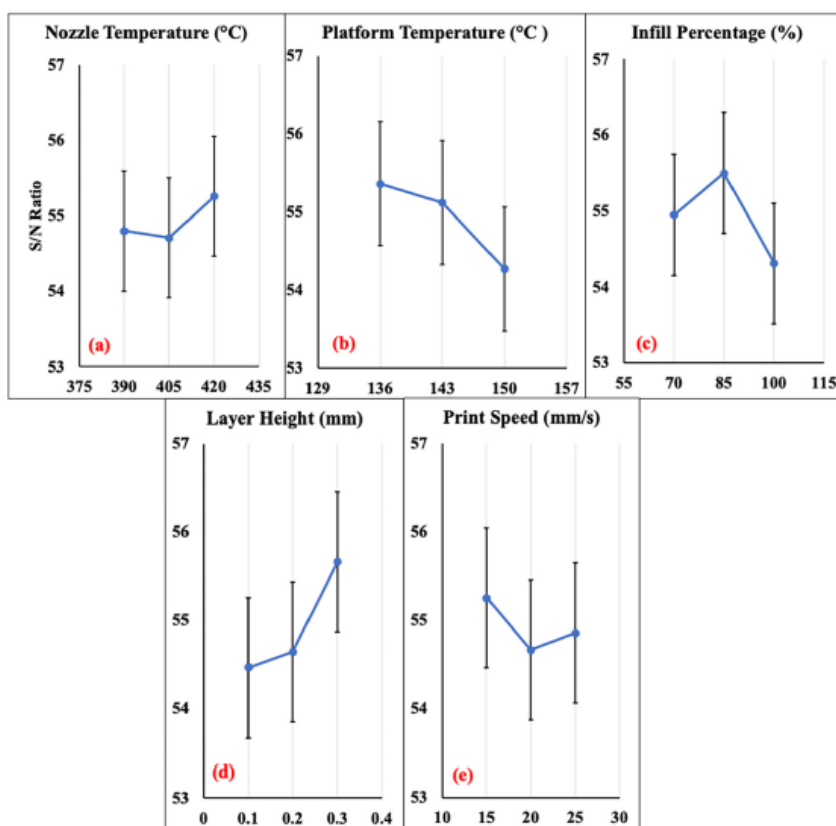 Nozzle Temperature (°C)
57
56
55
54
53
S/N Ratio
(a)
375 390 405 420 435
Platform Temperature (°C )
57
56
55
54
53
(b)
129 136 143 150 157
Infill Percentage (%)
57
56
55
54
53
(c)
55 70 85 100 115
Layer Height (mm)
57
56
55
54
53
(d)
0 0.1 0.2 0.3 0.4
Print Speed (mm/s)
57
56
55
54
53
(e)
10 15 20 25 30